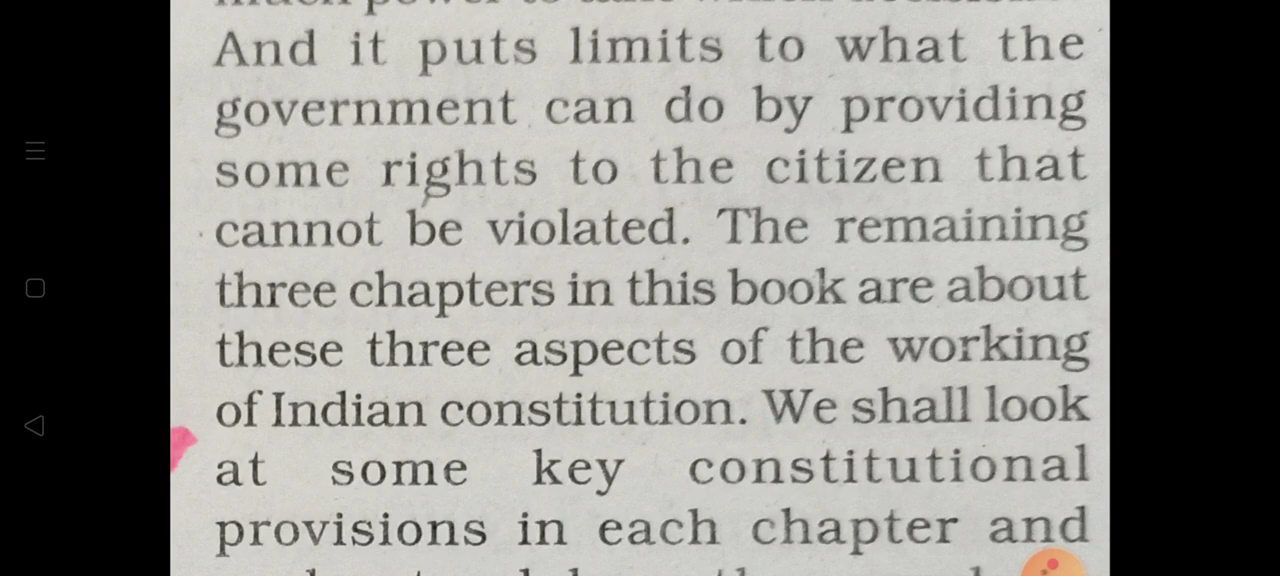 And it puts limits to what the
government can do by providing
some rights to the citizen that
cannot be violated. The remaining
three chapters in this book are about
these three aspects of the working
of Indian constitution. We shall look
at some key constitutional
provisions in each chapter and